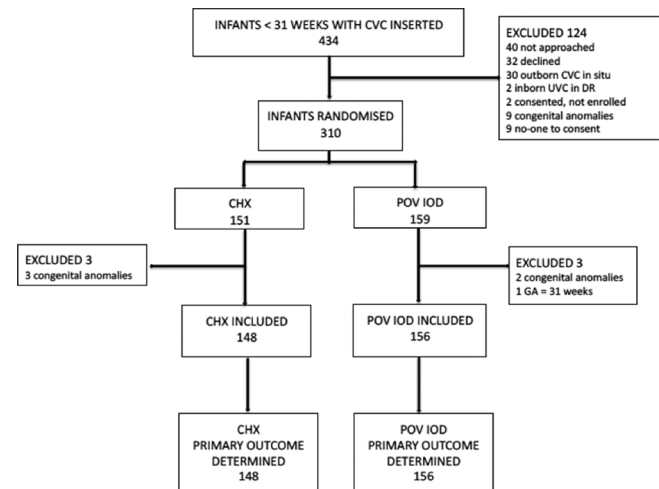 INFANTS < 31 WEEKS WITH CVC INSERTED
434
EXCLUDED 124
40 not approached
32 declined
30 outborn CVC in situ
2 inborn UVC in DR
2 consented, not enrolled
9 congenital anomalies
9 no-one to consent
INFANTS RANDOMISED
310
CHX
151
POV IOD
159
EXCLUDED 3
3 congenital anomalies
EXCLUDED 3
2 congenital anomalies
1 GA = 31 weeks
CHX INCLUDED
148
POV IOD INCLUDED
156
CHX
PRIMARY OUTCOME
DETERMINED
148
POV IOD
PRIMARY OUTCOME
DETERMINED
156